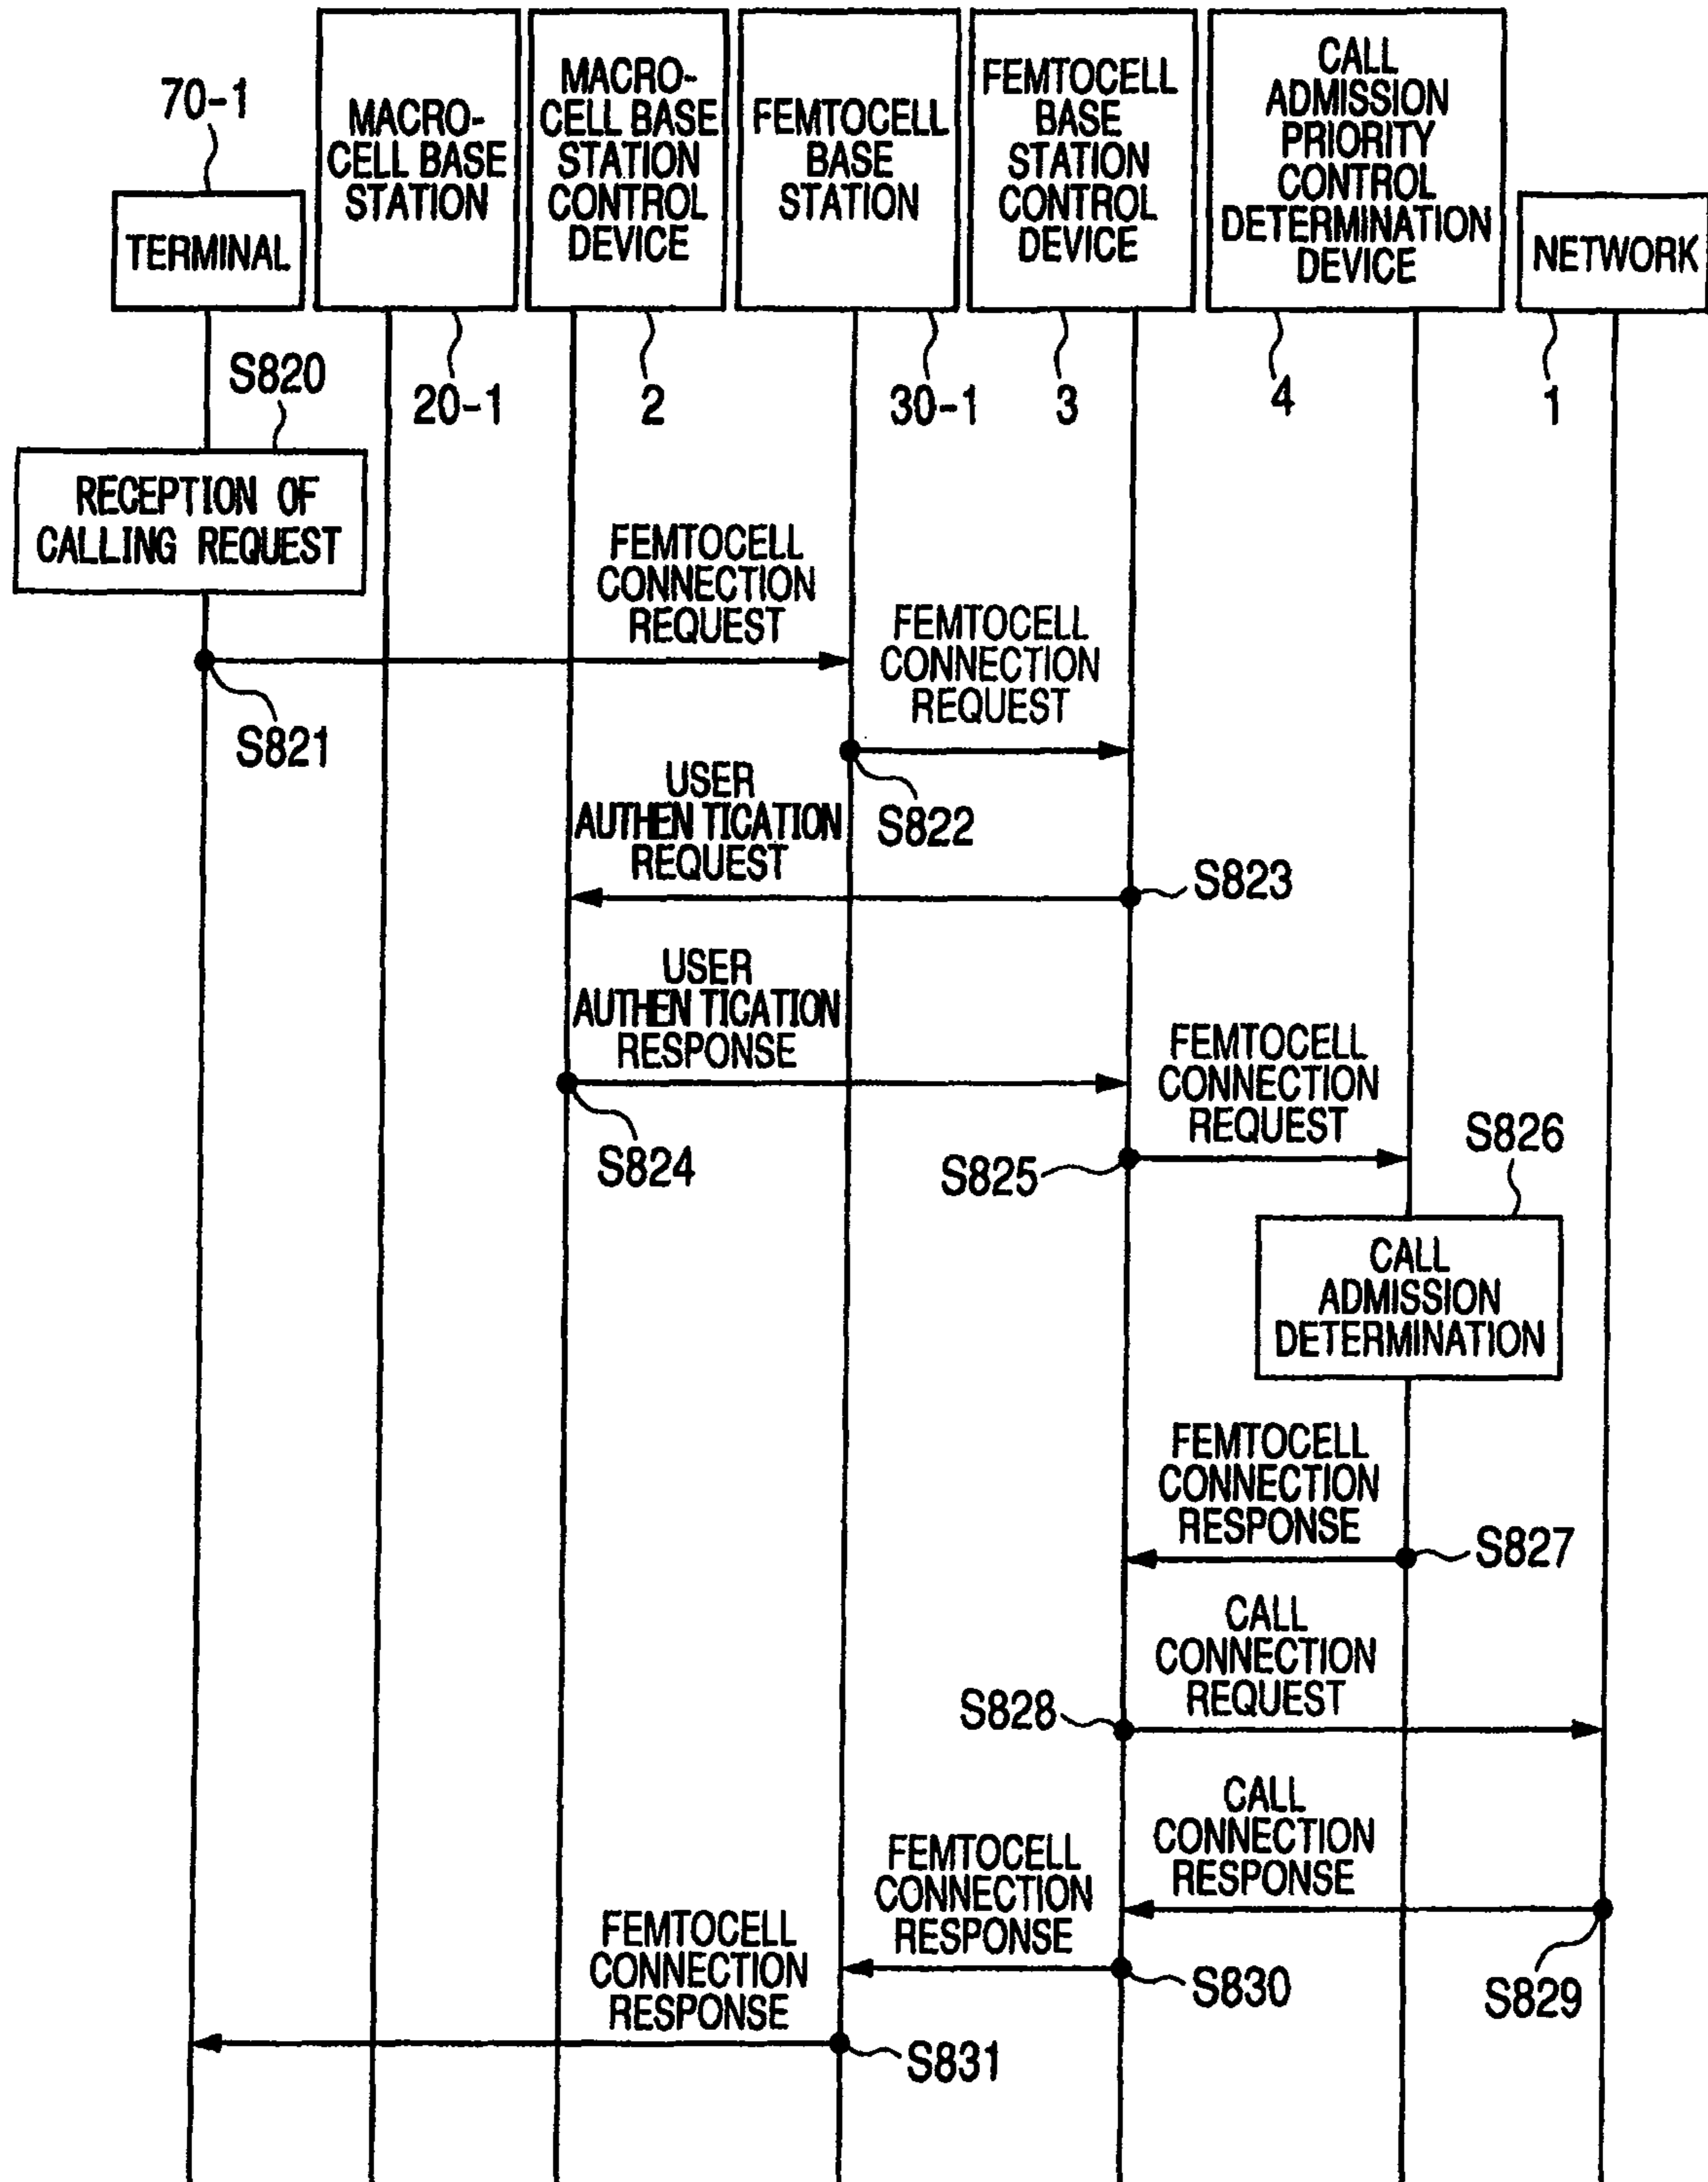 70-1
TERMINAL
MACRO-
CELL BASE
STATION
MACRO-
CELL BASE
STATION
CONTROL
DEVICE
FEMTOCELL
BASE
STATION
FEMTOCELL
BASE
STATION
CONTROL
DEVICE
CALL
ADMISSION
PRIORITY
CONTROL
DETERMINATION
DEVICE
NETWORK
20-1
2
30-1
3
4
1
S820
RECEPTION OF
CALLING REQUEST
FEMTOCELL
CONNECTION
REQUEST
S821
FEMTOCELL
CONNECTION
REQUEST
S822
USER
AUTHEN TICATION
REQUEST
S823
USER
AUTHEN TICATION
RESPONSE
S824
FEMTOCELL
CONNECTION
REQUEST
S825
S826
CALL
ADMISSION
DETERMINATION
FEMTOCELL
CONNECTION
RESPONSE
S827
CALL
CONNECTION
REQUEST
S828
CALL
CONNECTION
RESPONSE
S829
FEMTOCELL
CONNECTION
RESPONSE
S830
FEMTOCELL
CONNECTION
RESPONSE
S831